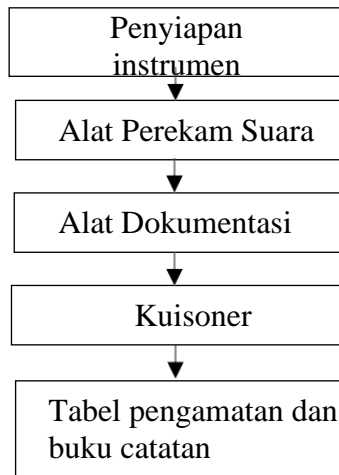 Penyiapan
instrumen
Alat Perekam Suara
Alat Dokumentasi
Kuisoner
Tabel pengamatan dan
buku catatan